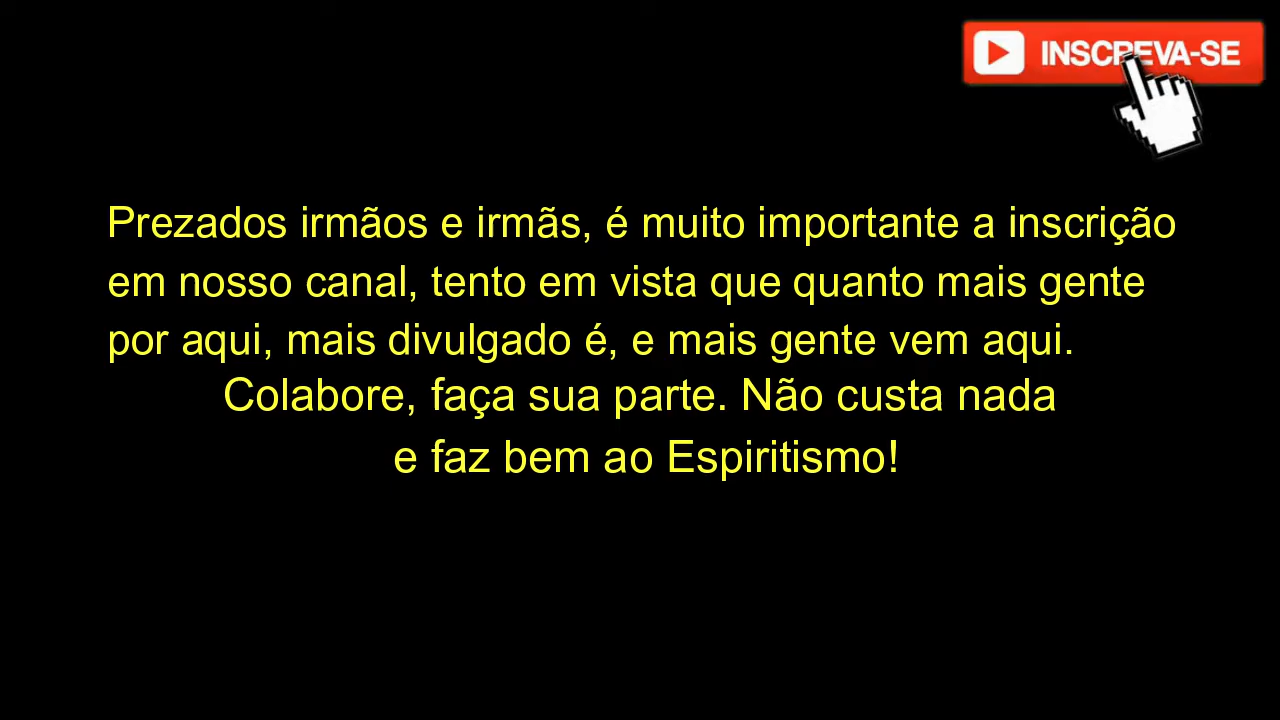 INSCREVA-SE
Prezados irmãos e irmãs, é muito importante a inscrição
em nosso canal, tento em vista que quanto mais gente
por aqui, mais divulgado é, e mais gente vem aqui.
Colabore, faça sua parte. Não custa nada
e faz bem ao Espiritismo!